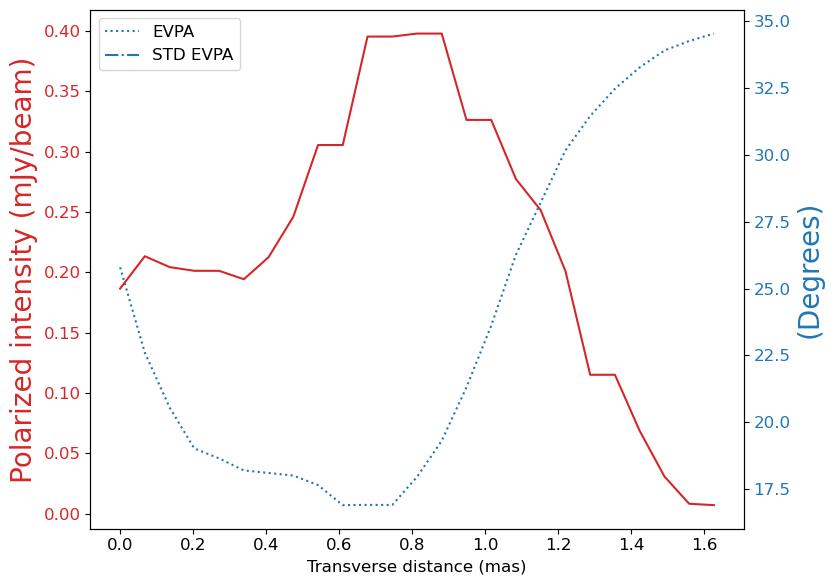 EVPA
STD EVPA
Polarized intensity (mJy/beam)
0.40
0.35
0.30
0.25
0.20
0.15
0.10
0.05
0.00
35.0
32.5
30.0
27.5
25.0
22.5
20.0
17.5
(Degrees)
0.0 0.2 0.4 0.6 0.8 1.0 1.2 1.4 1.6
Transverse distance (mas)